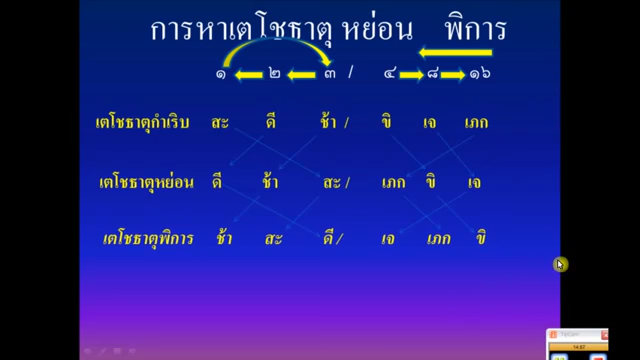 การหาเตโชธาตุ หย่อน พิการ
๑ ๒ ๓ / ๔ ๘ ๑๖
เตโชธาตุกำเริบ สะ ดี ช้า / ขิ เจ เภก
เตโชธาตุหย่อน ดี ช้า สะ / เภก ขิ เจ
เตโชธาตุพิการ ช้า สะ ดี / เจ เภก ขิ